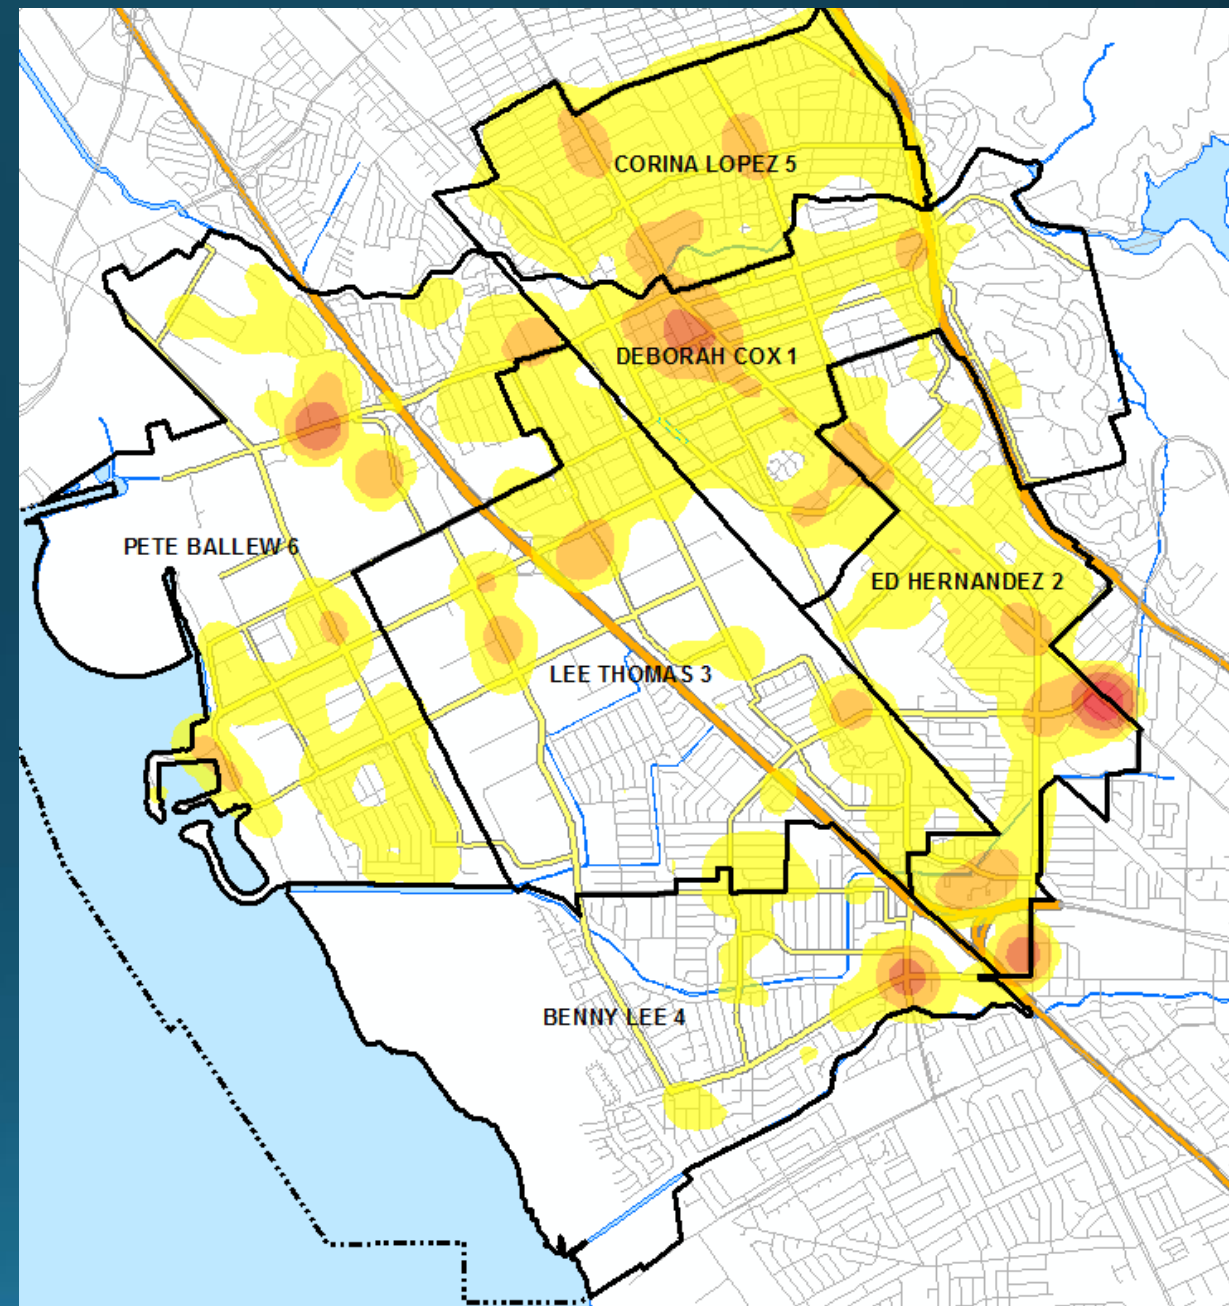 CORINA LOPEZ 5
DEBORAH COX 1
PETE BALLEW 6
ED HERNANDEZ 2
LEE THOMAS 3
BENNY LEE 4